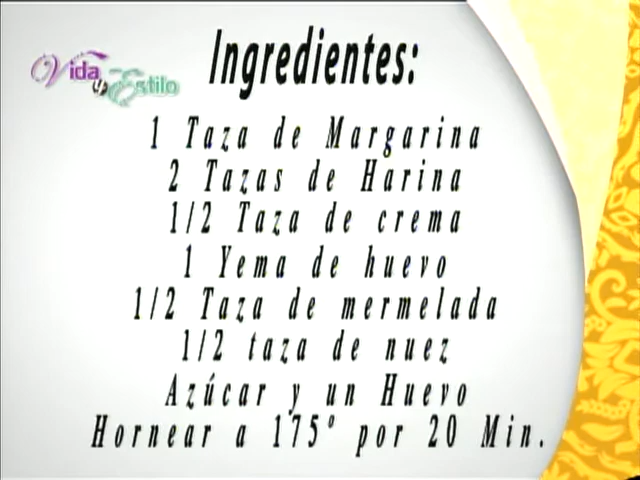 Ingredientes:
Vida y Estilo
1 Taza de Margarina
2 Tazas de Harina
1/2 Taza de crema
1 Yema de huevo
1/2 Taza de mermelada
1/2 taza de nuez
Azúcar y un Huevo
Hornear a 175° por 20 Min.